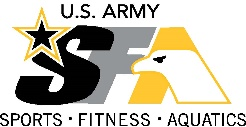 U.S. ARMY
SFA
SPORTS · FITNESS · AQUATICS